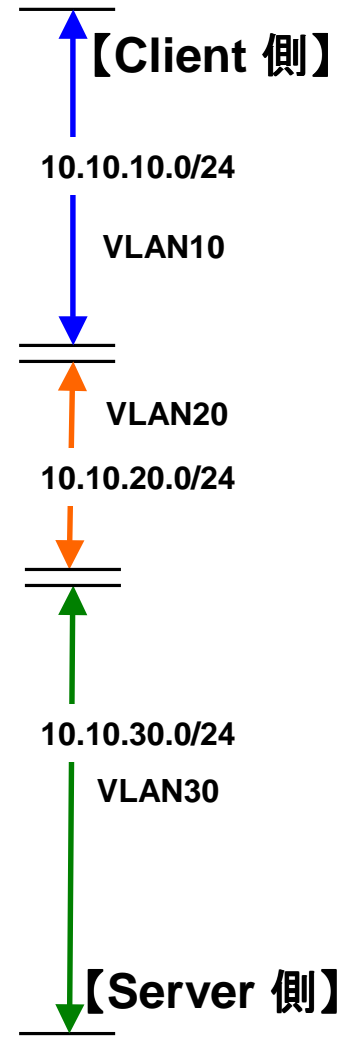 【Client 側】
10.10.10.0/24
VLAN10
VLAN20
10.10.20.0/24
10.10.30.0/24
VLAN30
【Server 側】